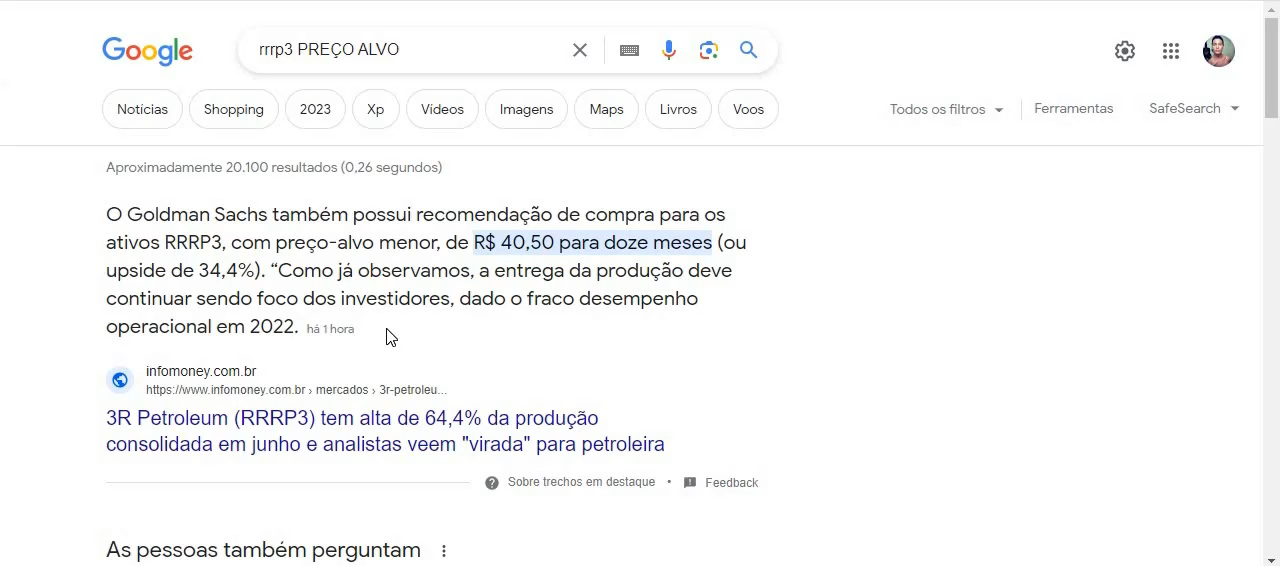 Google
rrrp3 PREÇO ALVO
Notícias Shopping 2023 Xp Vídeos Imagens Maps Livros Voos Todos os filtros Ferramentas SafeSearch
Aproximadamente 20.100 resultados (0,26 segundos)
O Goldman Sachs também possui recomendação de compra para os
ativos RRRP3, com preço-alvo menor, de R$ 40,50 para doze meses (ou
upside de 34,4%). “Como já observamos, a entrega da produção deve
continuar sendo foco dos investidores, dado o fraco desempenho
operacional em 2022. há 1 hora
infomoney.com.br
https://www.infomoney.com.br › mercados › 3r-petroleu...
3R Petroleum (RRRP3) tem alta de 64,4% da produção
consolidada em junho e analistas veem "virada" para petroleira
Sobre trechos em destaque • Feedback
As pessoas também perguntam